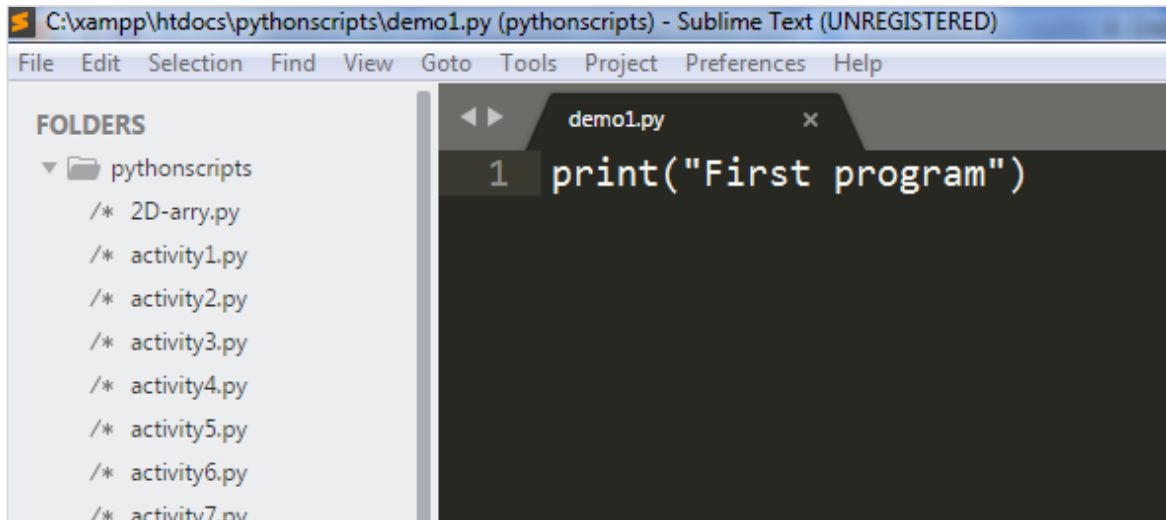 C:\xampp\htdocs\pythonscripts\demo1.py (pythonscripts) - Sublime Text (UNREGISTERED)
File Edit Selection Find View Goto Tools Project Preferences Help
FOLDERS
pythonscripts
/* 2D-arry.py
/* activity1.py
/* activity2.py
/* activity3.py
/* activity4.py
/* activity5.py
/* activity6.py
/* activity7.py
demo1.py ×
1 print("First program")